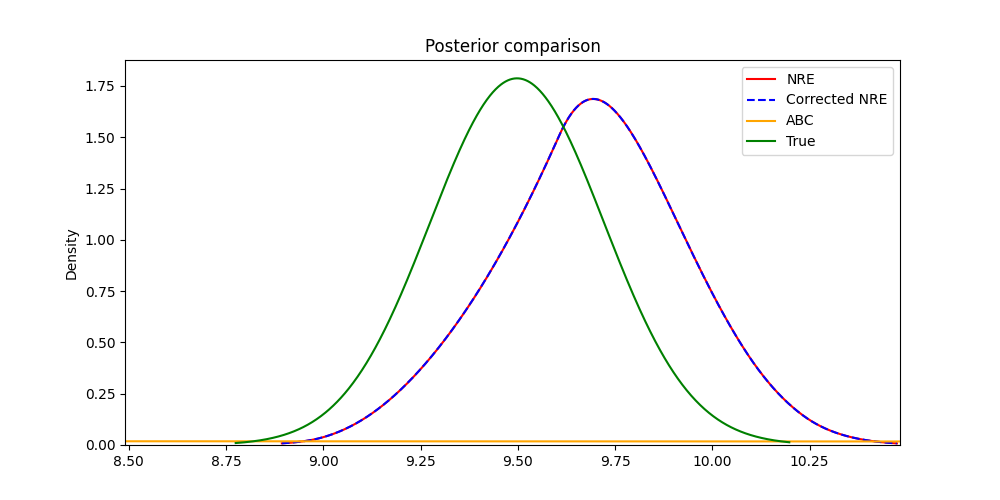 Posterior comparison
NRE
Corrected NRE
ABC
True
Density
1.75
1.50
1.25
1.00
0.75
0.50
0.25
0.00
8.50 8.75 9.00 9.25 9.50 9.75 10.00 10.25